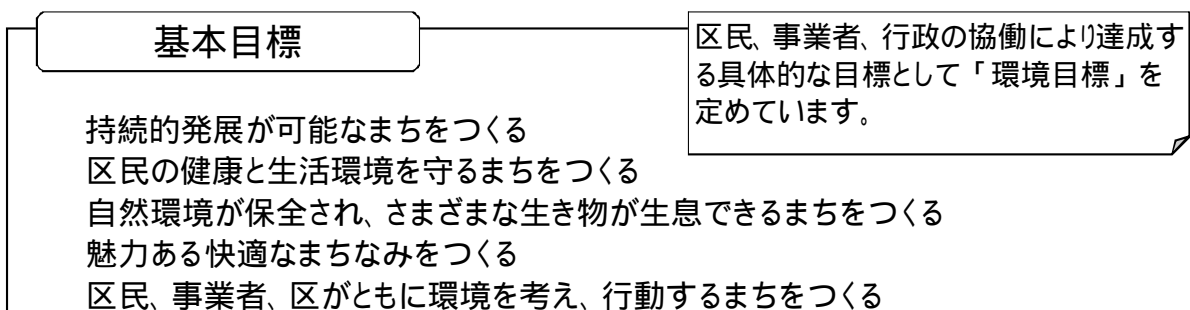 基本目標
区民、事業者、行政の協働により達成す
る具体的な目標として「環境目標」を
定めています。
持続的発展が可能なまちをつくる
区民の健康と生活環境を守るまちをつくる
自然環境が保全され、さまざまな生き物が生息できるまちをつくる
魅力ある快適なまちなみをつくる
区民、事業者、区がともに環境を考え、行動するまちをつくる